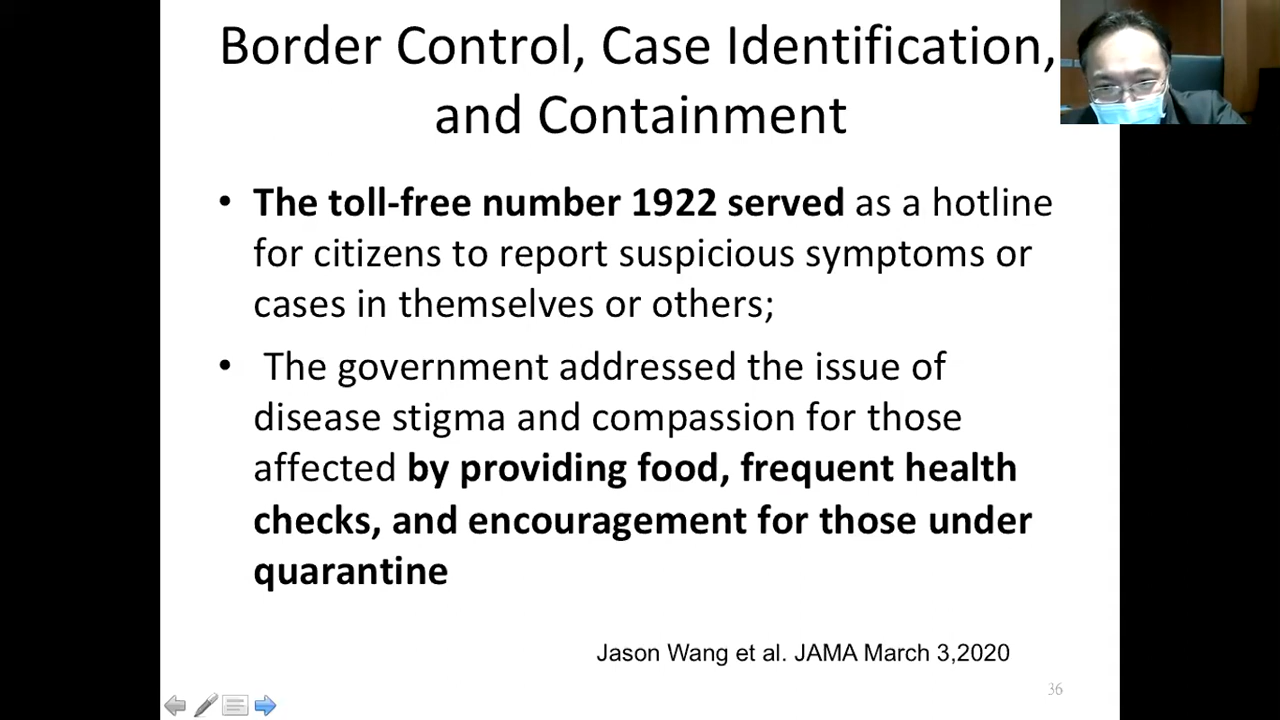 Border Control, Case Identification,
and Containment
• The toll-free number 1922 served as a hotline
for citizens to report suspicious symptoms or
cases in themselves or others;
• The government addressed the issue of
disease stigma and compassion for those
affected by providing food, frequent health
checks, and encouragement for those under
quarantine
Jason Wang et al. JAMA March 3,2020
36